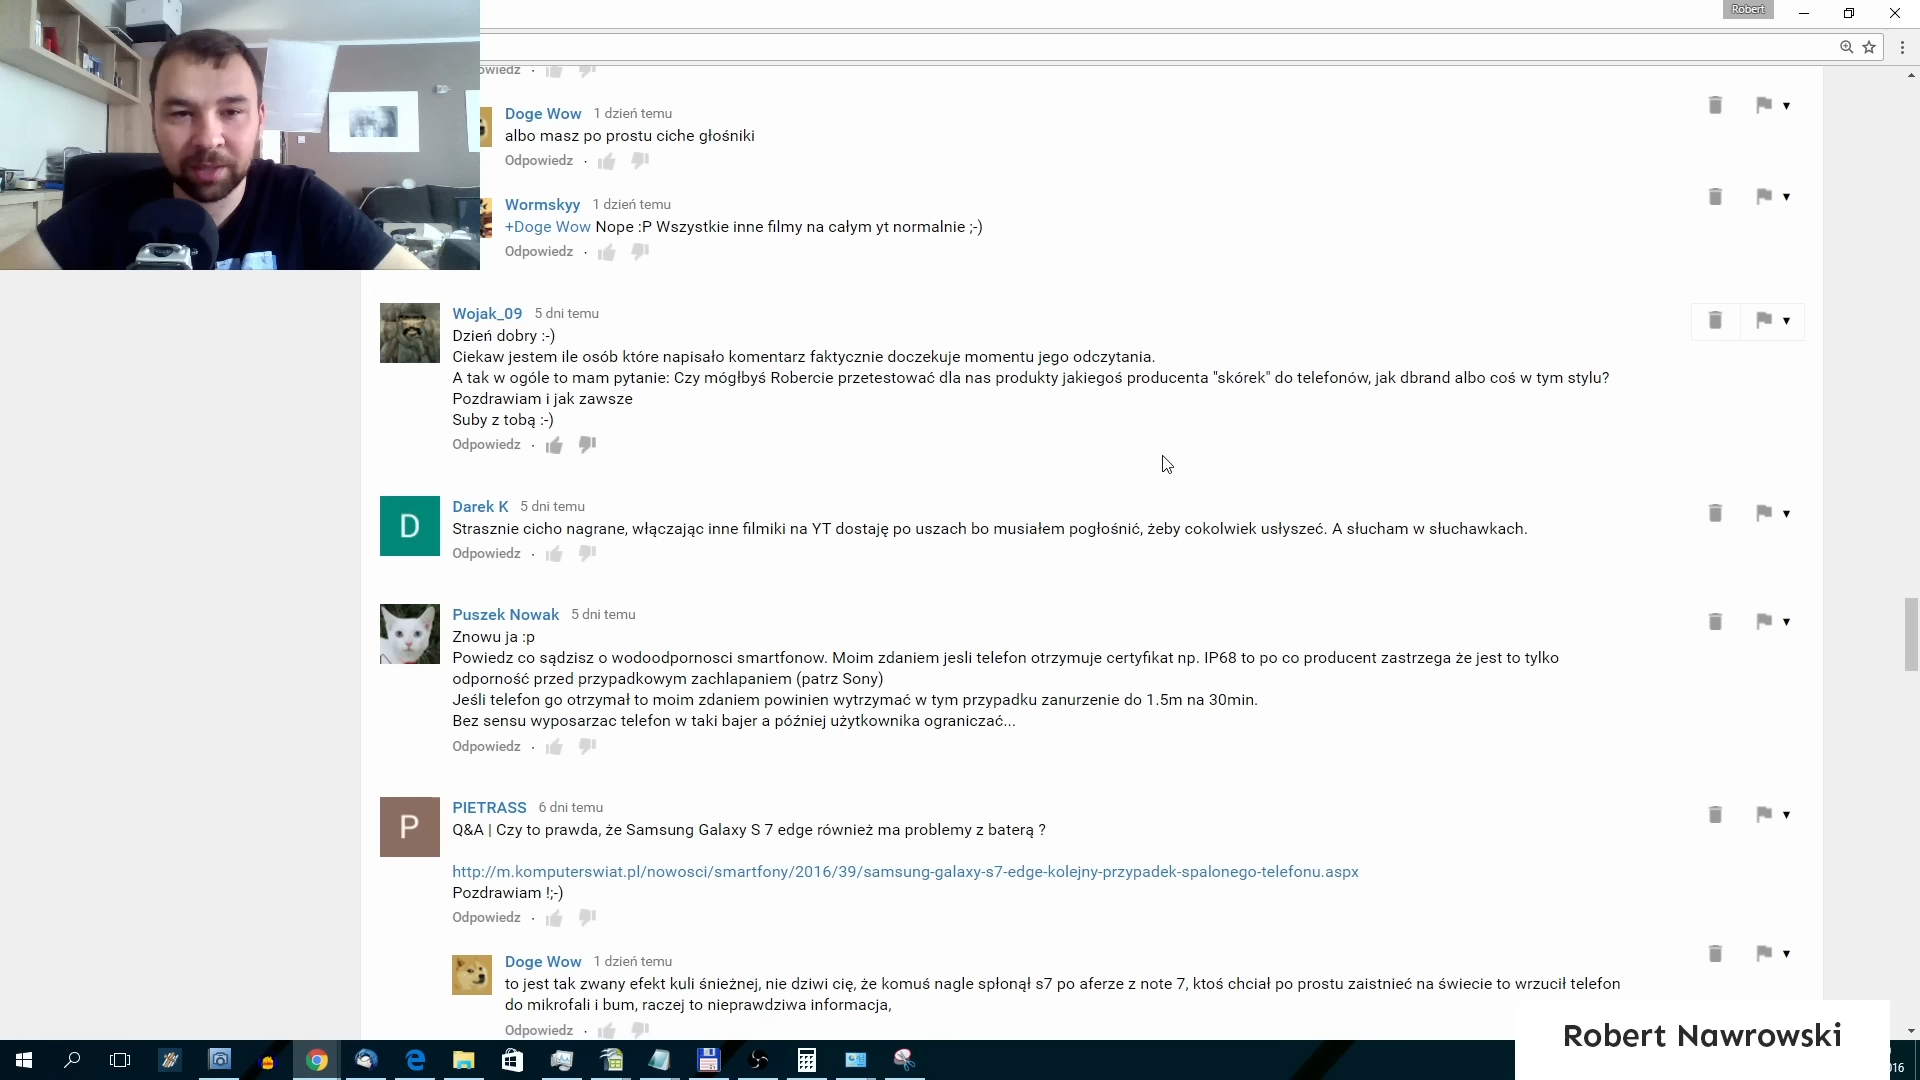 Robert
Doge Wow 1 dzień temu
albo masz po prostu ciche głośniki
Odpowiedz ·
Wormskyy 1 dzień temu
+Doge Wow Nope :P Wszystkie inne filmy na całym yt normalnie ;-)
Odpowiedz ·
Wojak_09 5 dni temu
Dzień dobry :-)
Ciekaw jestem ile osób które napisało komentarz faktycznie doczekuje momentu jego odczytania.
A tak w ogóle to mam pytanie: Czy mógłbyś Robercie przetestować dla nas produkty jakiegoś producenta "skórek" do telefonów, jak dbrand albo coś w tym stylu?
Pozdrawiam i jak zawsze
Suby z tobą :-)
Odpowiedz ·
D
Darek K 5 dni temu
Strasznie cicho nagrane, włączając inne filmiki na YT dostaję po uszach bo musiałem pogłośnić, żeby cokolwiek usłyszeć. A słucham w słuchawkach.
Odpowiedz ·
Puszek Nowak 5 dni temu
Znowu ja :p
Powiedz co sądzisz o wodoodpornosci smartfonow. Moim zdaniem jesli telefon otrzymuje certyfikat np. IP68 to po co producent zastrzega że jest to tylko
odporność przed przypadkowym zachlapaniem (patrz Sony)
Jeśli telefon go otrzymał to moim zdaniem powinien wytrzymać w tym przypadku zanurzenie do 1.5m na 30min.
Bez sensu wyposarzac telefon w taki bajer a później użytkownika ograniczać...
Odpowiedz ·
P
PIETRASS 6 dni temu
Q&A | Czy to prawda, że Samsung Galaxy S 7 edge również ma problemy z baterą ?
http://m.komputerswiat.pl/nowosci/smartfony/2016/39/samsung-galaxy-s7-edge-kolejny-przypadek-spalonego-telefonu.aspx
Pozdrawiam !;-)
Odpowiedz ·
Doge Wow 1 dzień temu
to jest tak zwany efekt kuli śnieżnej, nie dziwi cię, że komuś nagle spłonął s7 po aferze z note 7, ktoś chciał po prostu zaistnieć na świecie to wrzucił telefon
do mikrofali i bum, raczej to nieprawdziwa informacja,
Odpowiedz ·
Robert Nawrowski